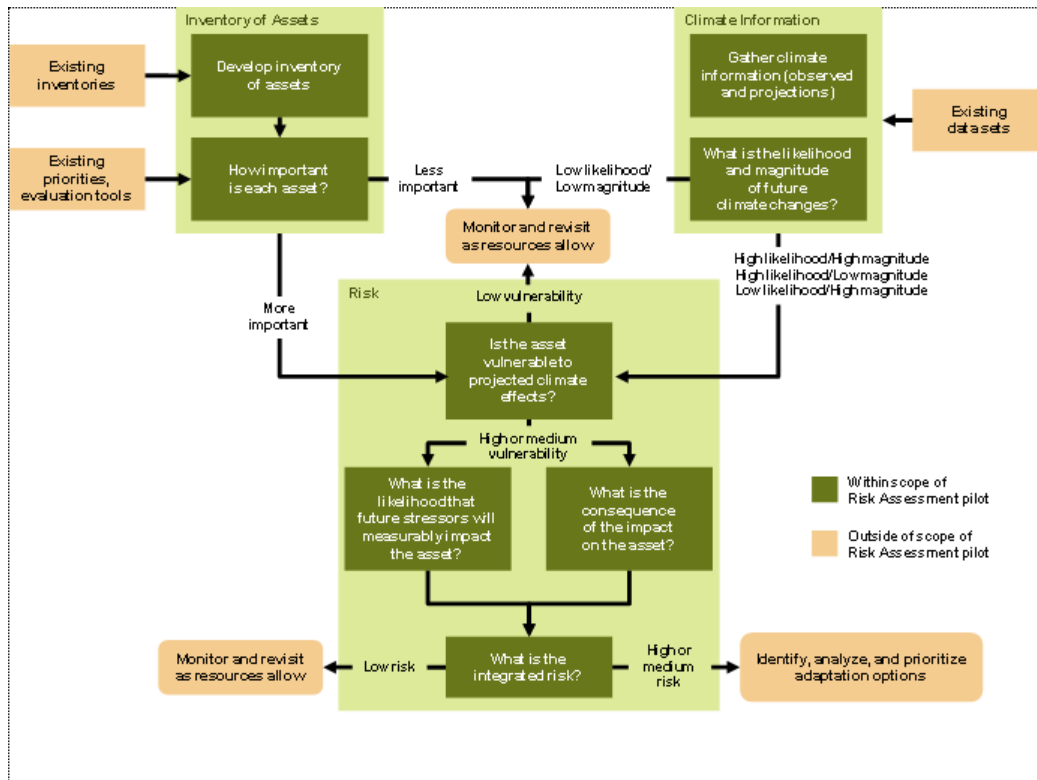 Inventory of Assets
Climate Information
Existing
inventories
Develop inventory
of assets
Gather climate
information (observed
and projections)
Existing
data sets
Existing
priorities,
evaluation tools
How important
is each asset?
Less
important
Low likelihood/
Low magnitude
What is the likelihood
and magnitude
of future
climate changes?
Monitor and revisit
as resources allow
High likelihood/High magnitude
High likelihood/Low magnitude
Low likelihood/High magnitude
Risk
Low vulnerability
More
important
Is the asset
vulnerable to
projected climate
effects?
High or medium
vulnerability
What is the
likelihood that
future stressors will
measurably impact
the asset?
What is the
consequence
of the impact
on the asset?
Within scope of
Risk Assessment pilot
Outside of scope of
Risk Assessment pilot
Monitor and revisit
as resources allow
Low risk
What is the
integrated risk?
High or
medium
risk
Identify, analyze, and prioritize
adaptation options